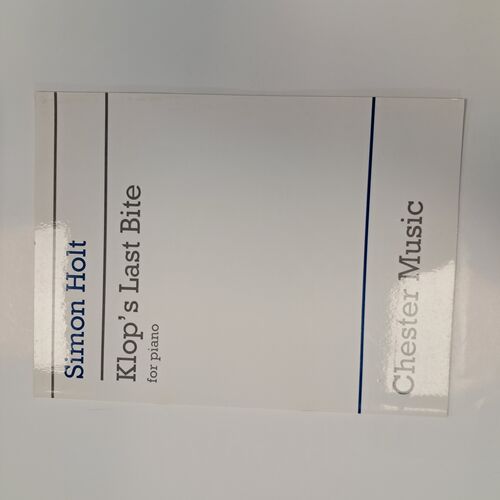 Simon Holt
Klop's Last Bite
for piano
Chester Music